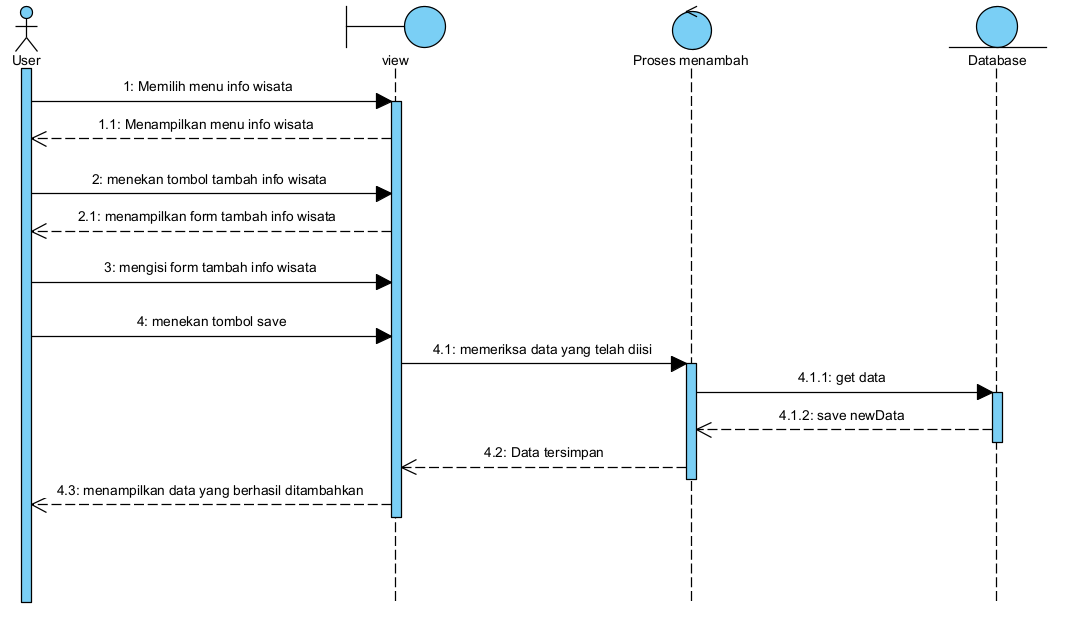 User
view
Proses menambah
Database
1: Memilih menu info wisata
1.1: Menampilkan menu info wisata
2: menekan tombol tambah info wisata
2.1: menampilkan form tambah info wisata
3: mengisi form tambah info wisata
4: menekan tombol save
4.1: memeriksa data yang telah diisi
4.1.1: get data
4.1.2: save newData
4.2: Data tersimpan
4.3: menampilkan data yang berhasil ditambahkan